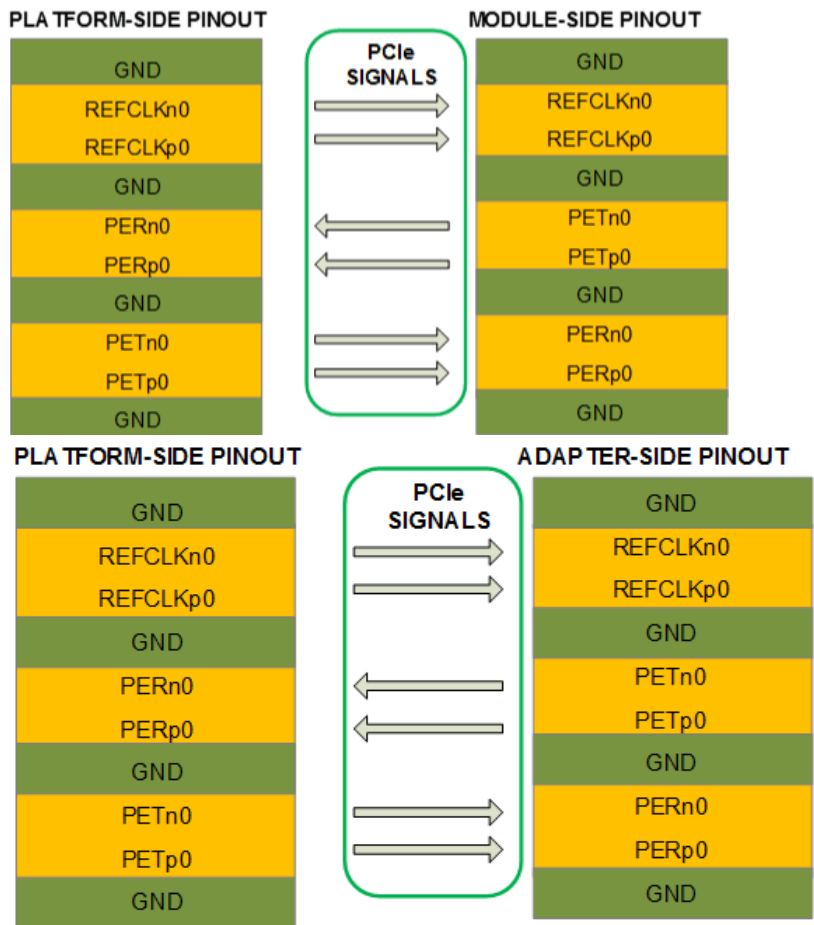 PLATFORM-SIDE PINOUT
GND
REFCLKn0
REFCLKp0
GND
PERn0
PERp0
GND
PETn0
PETp0
GND
PCIe
SIGNALS
MODULE-SIDE PINOUT
GND
REFCLKn0
REFCLKp0
GND
PETn0
PETp0
GND
PERn0
PERp0
GND
PLATFORM-SIDE PINOUT
GND
REFCLKn0
REFCLKp0
GND
PERn0
PERp0
GND
PETn0
PETp0
GND
PCIe
SIGNALS
ADAPTER-SIDE PINOUT
GND
REFCLKn0
REFCLKp0
GND
PETn0
PETp0
GND
PERn0
PERp0
GND